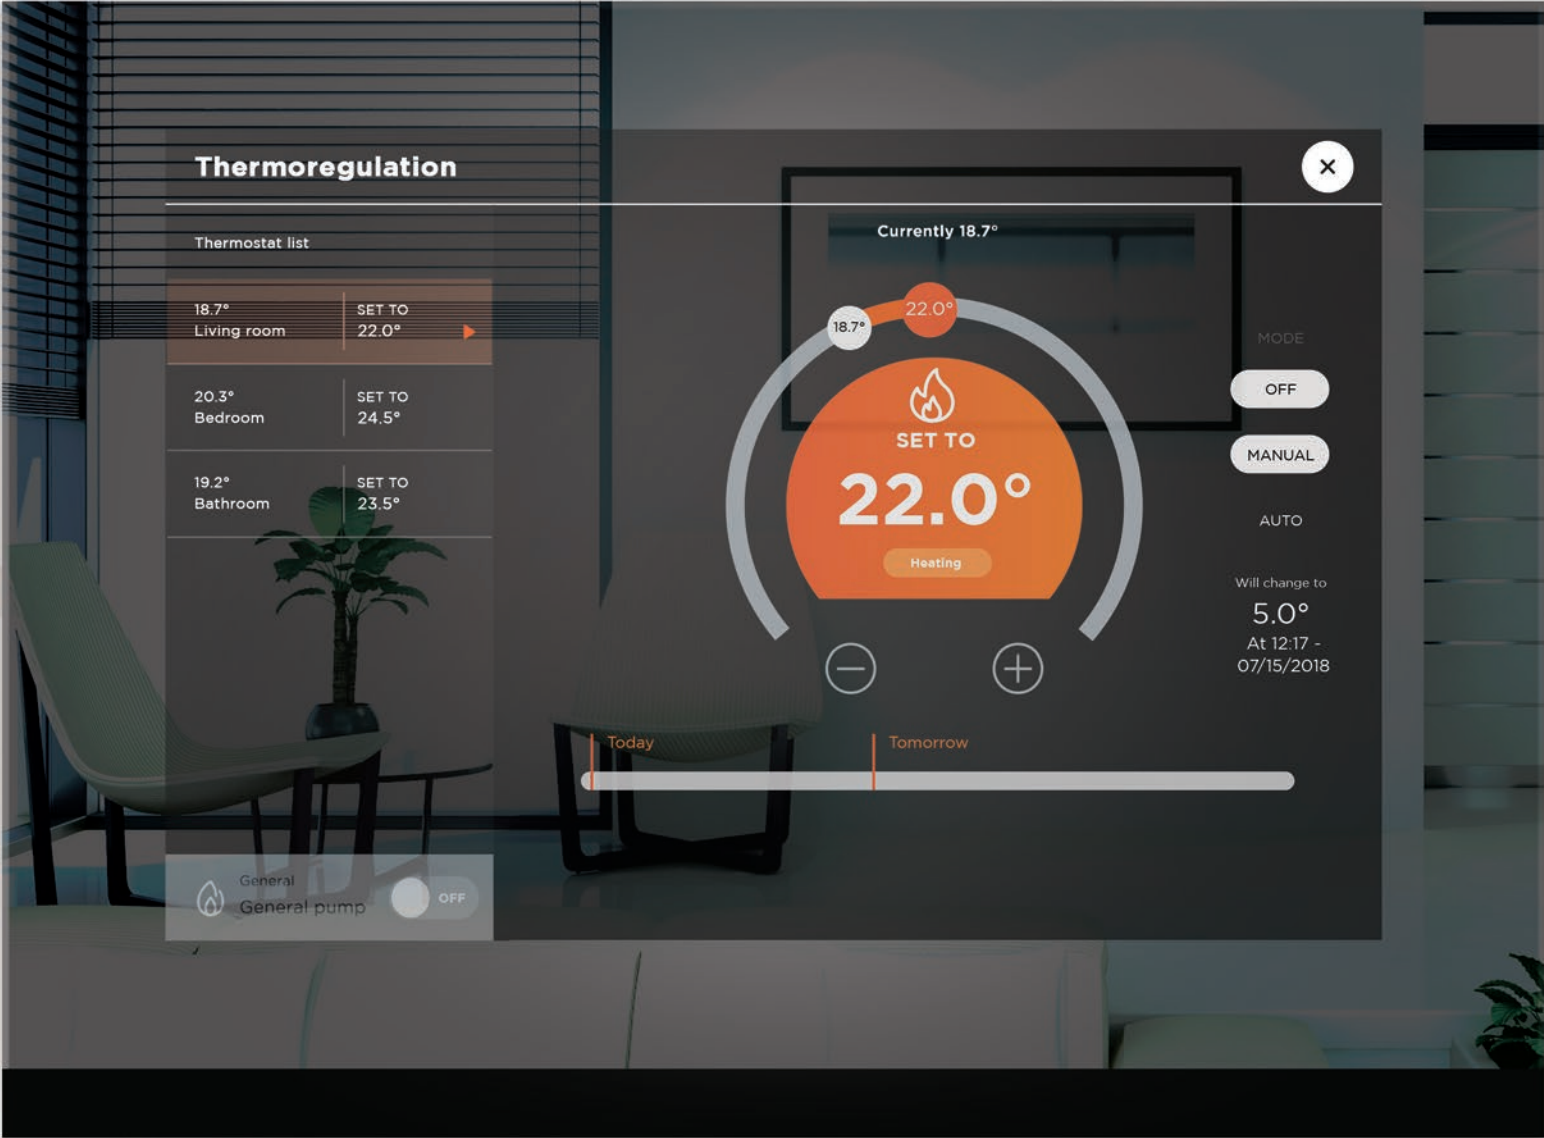 Thermoregulation
×
Thermostat list
18.7°
Living room
SET TO
22.0°
20.3°
Bedroom
SET TO
24.5°
19.2°
Bathroom
SET TO
23.5°
General
General pump
OFF
Currently 18.7°
18.7°
22.0°
SET TO
22.0°
Heating
Today
Tomorrow
MODE
OFF
MANUAL
AUTO
Will change to
5.0°
At 12:17 -
07/15/2018